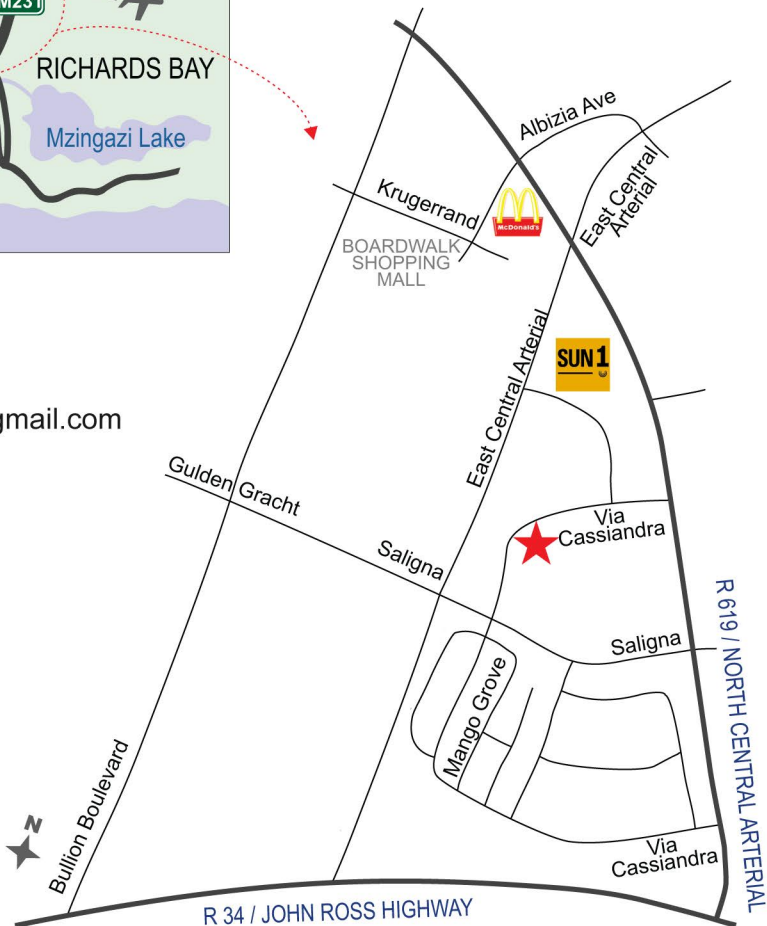 M231
RICHARDS BAY
Mzingazi Lake
Albizia Ave
Krugerrand
McDonald's
East Central
Arterial
BOARDWALK
SHOPPING
MALL
East Central Arterial
SUN1
gmail.com
Gulden Gracht
Via
Cassiandra
Saligna
Saligna
Mango Grove
R 619 / NORTH CENTRAL ARTERIAL
Bullion Boulevard
N
Via
Cassiandra
R 34 / JOHN ROSS HIGHWAY